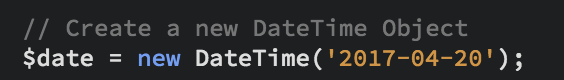 // Create a new DateTime Object
$date = new DateTime('2017-04-20');